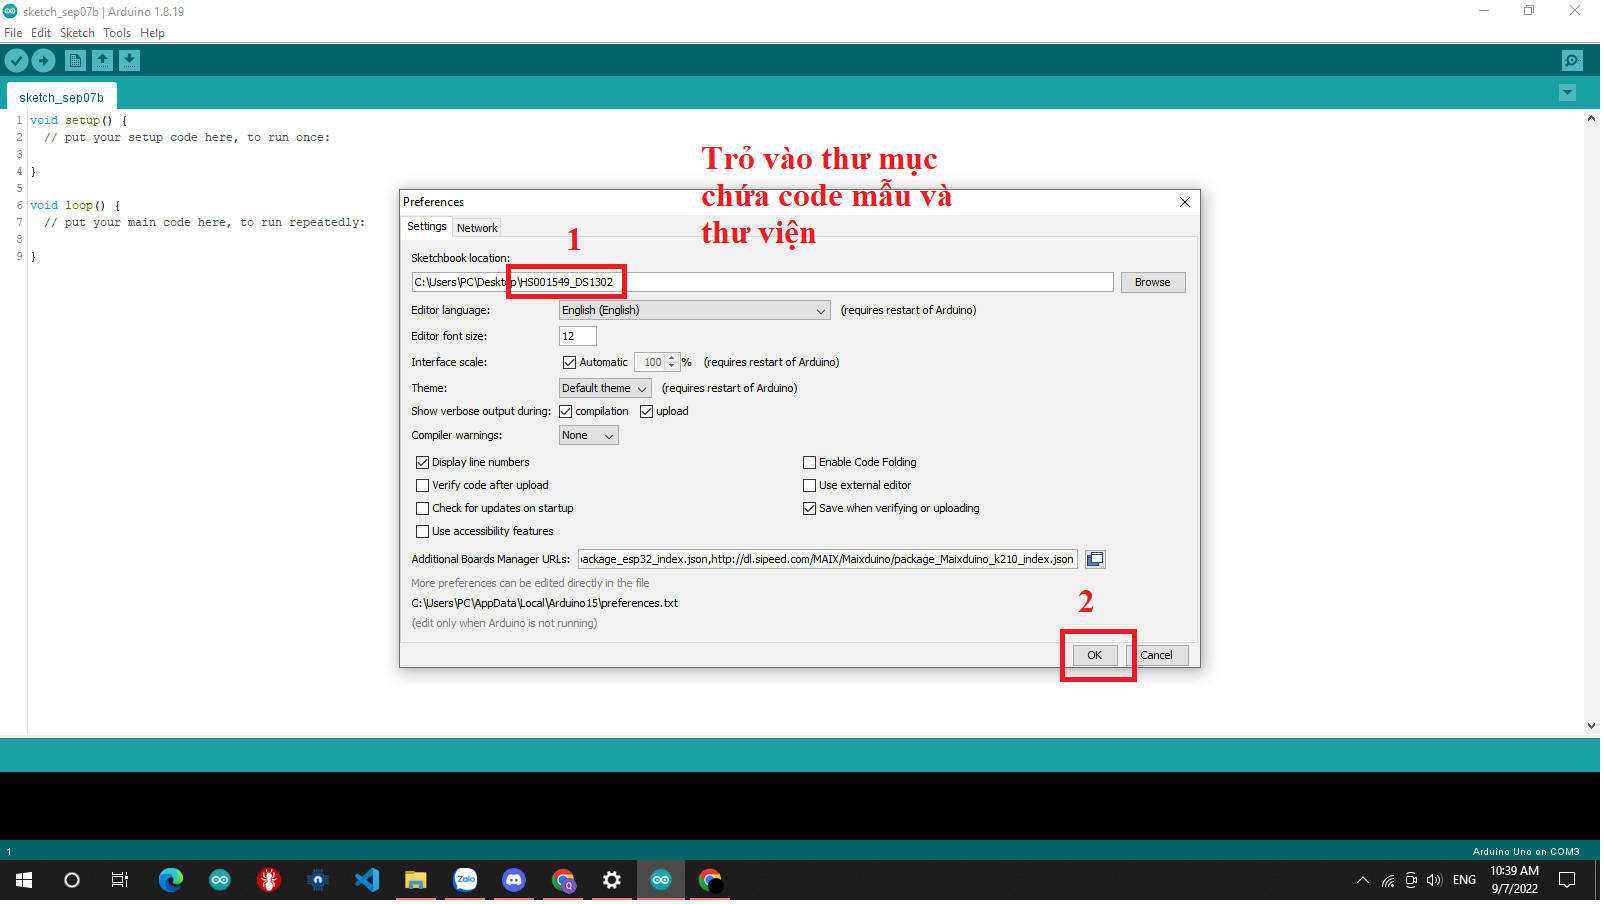 sketch_sep07b | Arduino 1.8.19
File Edit Sketch Tools Help
sketch_sep07b
1 void setup() {
2 // put your setup code here, to run once:
3
4 }
5
6 void loop() {
7 // put your main code here, to run repeatedly:
8
9 }
Trỏ vào thư mục
chứa code mẫu và
thư viện
Preferences
Settings Network
1
Sketchbook location:
C:\Users\PC\Desktop\HS001549_DS1302 Browse
Editor language: English (English) (requires restart of Arduino)
Editor font size: 12
Interface scale: Automatic 100 % (requires restart of Arduino)
Theme: Default theme (requires restart of Arduino)
Show verbose output during: compilation upload
Compiler warnings: None
Display line numbers Enable Code Folding
Verify code after upload Use external editor
Check for updates on startup Save when verifying or uploading
Use accessibility features
Additional Boards Manager URLs: package_esp32_index.json,http://dl.sipeed.com/MAIX/Maixduino/package_Maixduino_k210_index.json
More preferences can be edited directly in the file
C:\Users\PC\AppData\Local\Arduino15\preferences.txt
(edit only when Arduino is not running)
2
OK Cancel
1 Arduino Uno on COM3
Zalo Q ENG 10:39 AM
9/7/2022